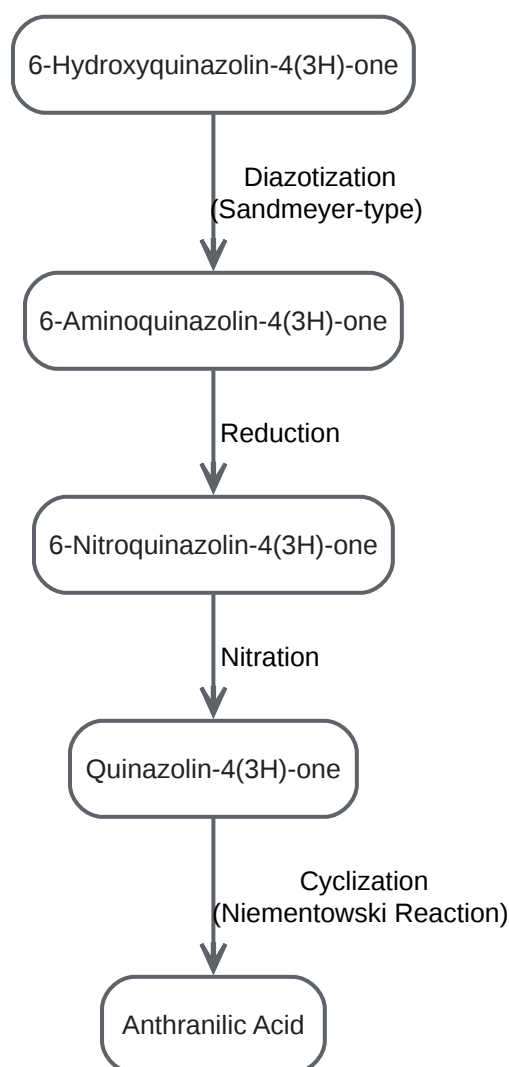 6-Hydroxyquinazolin-4(3H)-one
Diazotization
(Sandmeyer-type)
6-Aminoquinazolin-4(3H)-one
Reduction
6-Nitroquinazolin-4(3H)-one
Nitration
Quinazolin-4(3H)-one
Cyclization
(Niementowski Reaction)
Anthranilic Acid